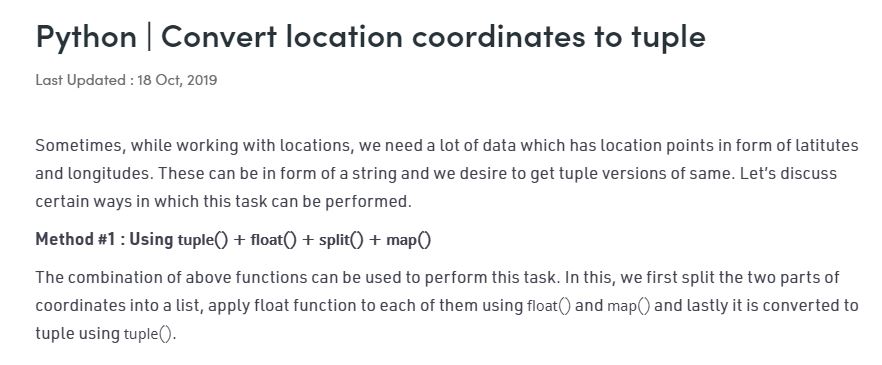 Python | Convert location coordinates to tuple
Last Updated : 18 Oct, 2019
Sometimes, while working with locations, we need a lot of data which has location points in form of latitutes
and longitudes. These can be in form of a string and we desire to get tuple versions of same. Let’s discuss
certain ways in which this task can be performed.
Method #1 : Using tuple() + float() + split() + map()
The combination of above functions can be used to perform this task. In this, we first split the two parts of
coordinates into a list, apply float function to each of them using float() and map() and lastly it is converted to
tuple using tuple().